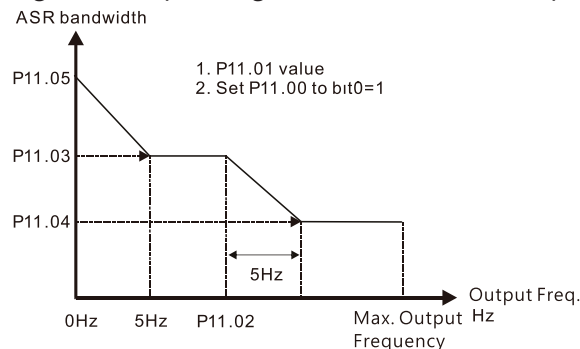 ASR bandwidth
P11.05
1. P11.01 value
2. Set P11.00 to bıt0=1
P11.03
P11.04
5Hz
Output Freq.
Hz
0Hz
5Hz
P11.02
Max. Output
Frequency